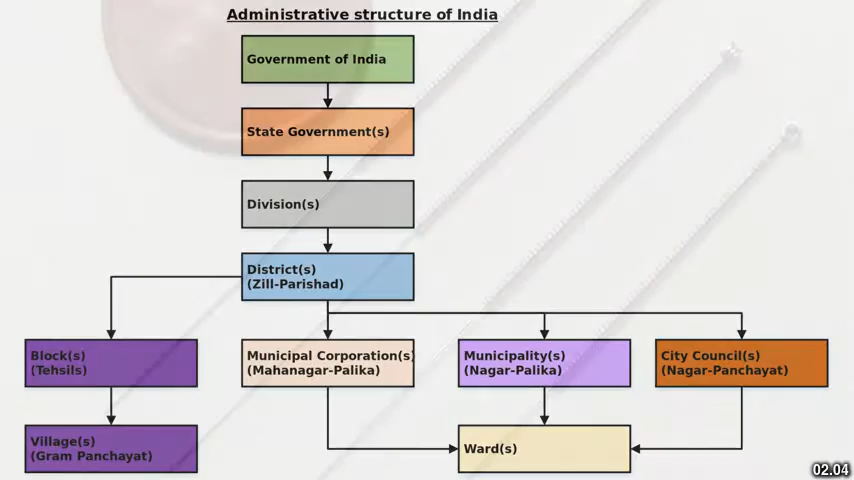 Administrative structure of India
Government of India
State Government(s)
Division(s)
District(s)
(Zill-Parishad)
Block(s)
(Tehsils)
Municipal Corporation(s)
(Mahanagar-Palika)
Municipality(s)
(Nagar-Palika)
City Council(s)
(Nagar-Panchayat)
Village(s)
(Gram Panchayat)
Ward(s)
02.04